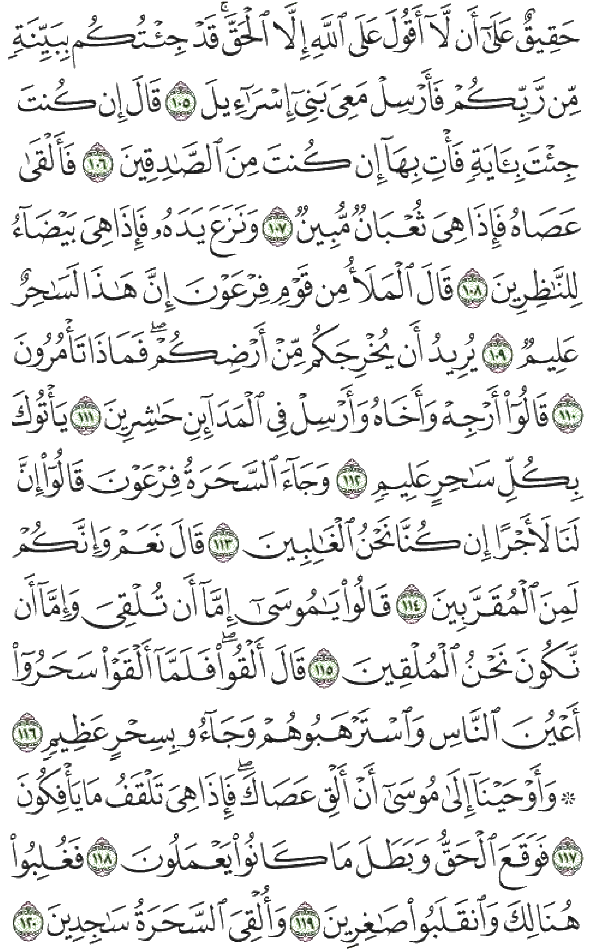 حَقِيقٌ عَلَىٰٓ أَن لَّآ أَقُولَ عَلَى ٱللَّهِ إِلَّا ٱلْحَقَّۚ قَدْ جِئْتُكُم بِبَيِّنَةٍ
مِّن رَّبِّكُمْ فَأَرْسِلْ مَعِىَ بَنِىٓ إِسْرَٰٓءِيلَ ١٠٥ قَالَ إِن كُنتَ
جِئْتَ بِـَٔايَةٍ فَأْتِ بِهَآ إِن كُنتَ مِنَ ٱلصَّٰدِقِينَ ١٠٦ فَأَلْقَىٰ
عَصَاهُ فَإِذَا هِىَ ثُعْبَانٌ مُّبِينٌ ١٠٧ وَنَزَعَ يَدَهُۥ فَإِذَا هِىَ بَيْضَآءُ
لِلنَّٰظِرِينَ ١٠٨ قَالَ ٱلْمَلَأُ مِن قَوْمِ فِرْعَوْنَ إِنَّ هَٰذَا لَسَٰحِرٌ
عَلِيمٌ ١٠٩ يُرِيدُ أَن يُخْرِجَكُم مِّنْ أَرْضِكُمْۖ فَمَاذَا تَأْمُرُونَ
١١٠ قَالُوٓا۟ أَرْجِهْ وَأَخَاهُ وَأَرْسِلْ فِى ٱلْمَدَآئِنِ حَٰشِرِينَ ١١١ يَأْتُوكَ
بِكُلِّ سَٰحِرٍ عَلِيمٍ ١١٢ وَجَآءَ ٱلسَّحَرَةُ فِرْعَوْنَ قَالُوٓا۟ إِنَّ
لَنَا لَأَجْرًا إِن كُنَّا نَحْنُ ٱلْغَٰلِبِينَ ١١٣ قَالَ نَعَمْ وَإِنَّكُمْ
لَمِنَ ٱلْمُقَرَّبِينَ ١١٤ قَالُوا۟ يَٰمُوسَىٰٓ إِمَّآ أَن تُلْقِىَ وَإِمَّآ أَن
نَّكُونَ نَحْنُ ٱلْمُلْقِينَ ١١٥ قَالَ أَلْقُوا۟ۖ فَلَمَّآ أَلْقَوْا۟ سَحَرُوٓا۟
أَعْيُنَ ٱلنَّاسِ وَٱسْتَرْهَبُوهُمْ وَجَآءُو بِسِحْرٍ عَظِيمٍ ١١٦
۞ وَأَوْحَيْنَآ إِلَىٰ مُوسَىٰٓ أَنْ أَلْقِ عَصَاكَۖ فَإِذَا هِىَ تَلْقَفُ مَا يَأْفِكُونَ
١١٧ فَوَقَعَ ٱلْحَقُّ وَبَطَلَ مَا كَانُوا۟ يَعْمَلُونَ ١١٨ فَغُلِبُوا۟
هُنَالِكَ وَٱنقَلَبُوا۟ صَٰغِرِينَ ١١٩ وَأُلْقِىَ ٱلسَّحَرَةُ سَٰجِدِينَ ١٢٠